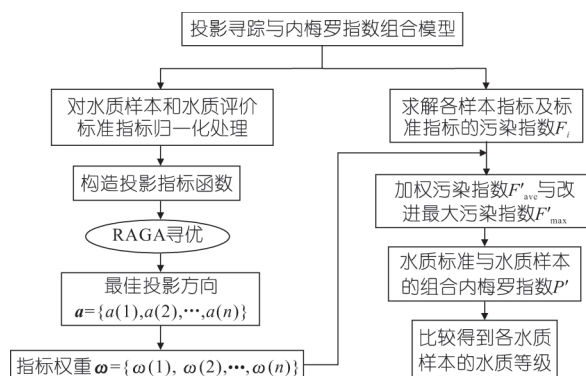 投影寻踪与内梅罗指数组合模型
对水质样本和水质评价
标准指标归一化处理
构造投影指标函数
RAGA寻优
最佳投影方向
a={a(1),a(2),…,a(n)}
指标权重ω={ω(1), ω(2),…,ω(n)}
求解各样本指标及
标准指标的污染指数Fi
加权污染指数F′ave与改
进最大污染指数F′max
水质标准与水质样本
的组合内梅罗指数P′
比较得到各水质
样本的水质等级